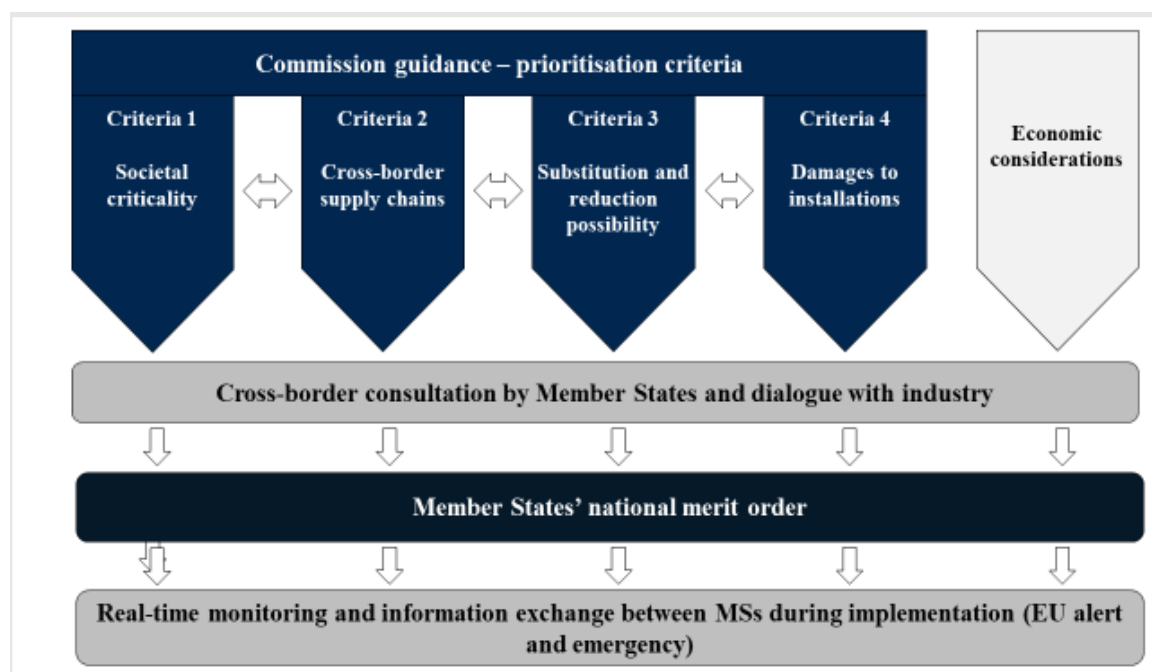 Commission guidance – prioritisation criteria
Criteria 1
Societal
criticality
Criteria 2
Cross-border
supply chains
Criteria 3
Substitution and
reduction
possibility
Criteria 4
Damages to
installations
Economic
considerations
Cross-border consultation by Member States and dialogue with industry
Member States’ national merit order
Real-time monitoring and information exchange between MSs during implementation (EU alert
and emergency)